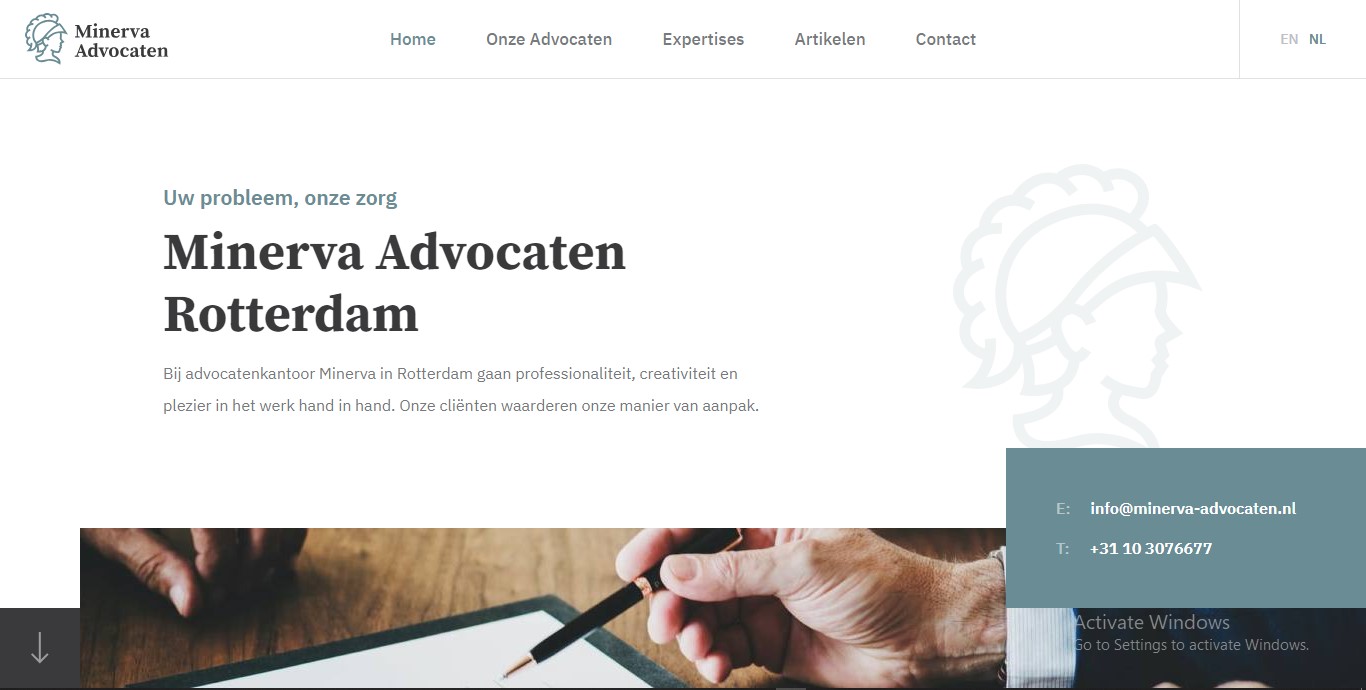 Minerva
Advocaten
Home
Onze Advocaten
Expertises
Artikelen
Contact
EN NL
Uw probleem, onze zorg
Minerva Advocaten
Rotterdam
Bij advocatenkantoor Minerva in Rotterdam gaan professionaliteit, creativiteit en
plezier in het werk hand in hand. Onze cliënten waarderen onze manier van aanpak.
E: info@minerva-advocaten.nl
T: +31 10 3076677
Activate Windows
Go to Settings to activate Windows.